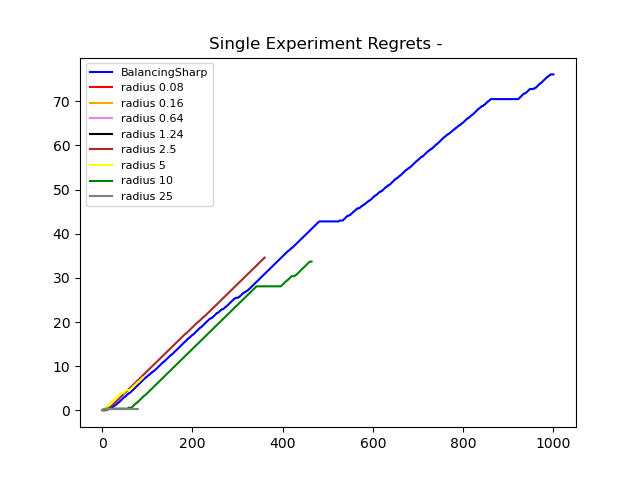 Single Experiment Regrets -
BalancingSharp
radius 0.08
radius 0.16
radius 0.64
radius 1.24
radius 2.5
radius 5
radius 10
radius 25
70
60
50
40
30
20
10
0
0 200 400 600 800 1000